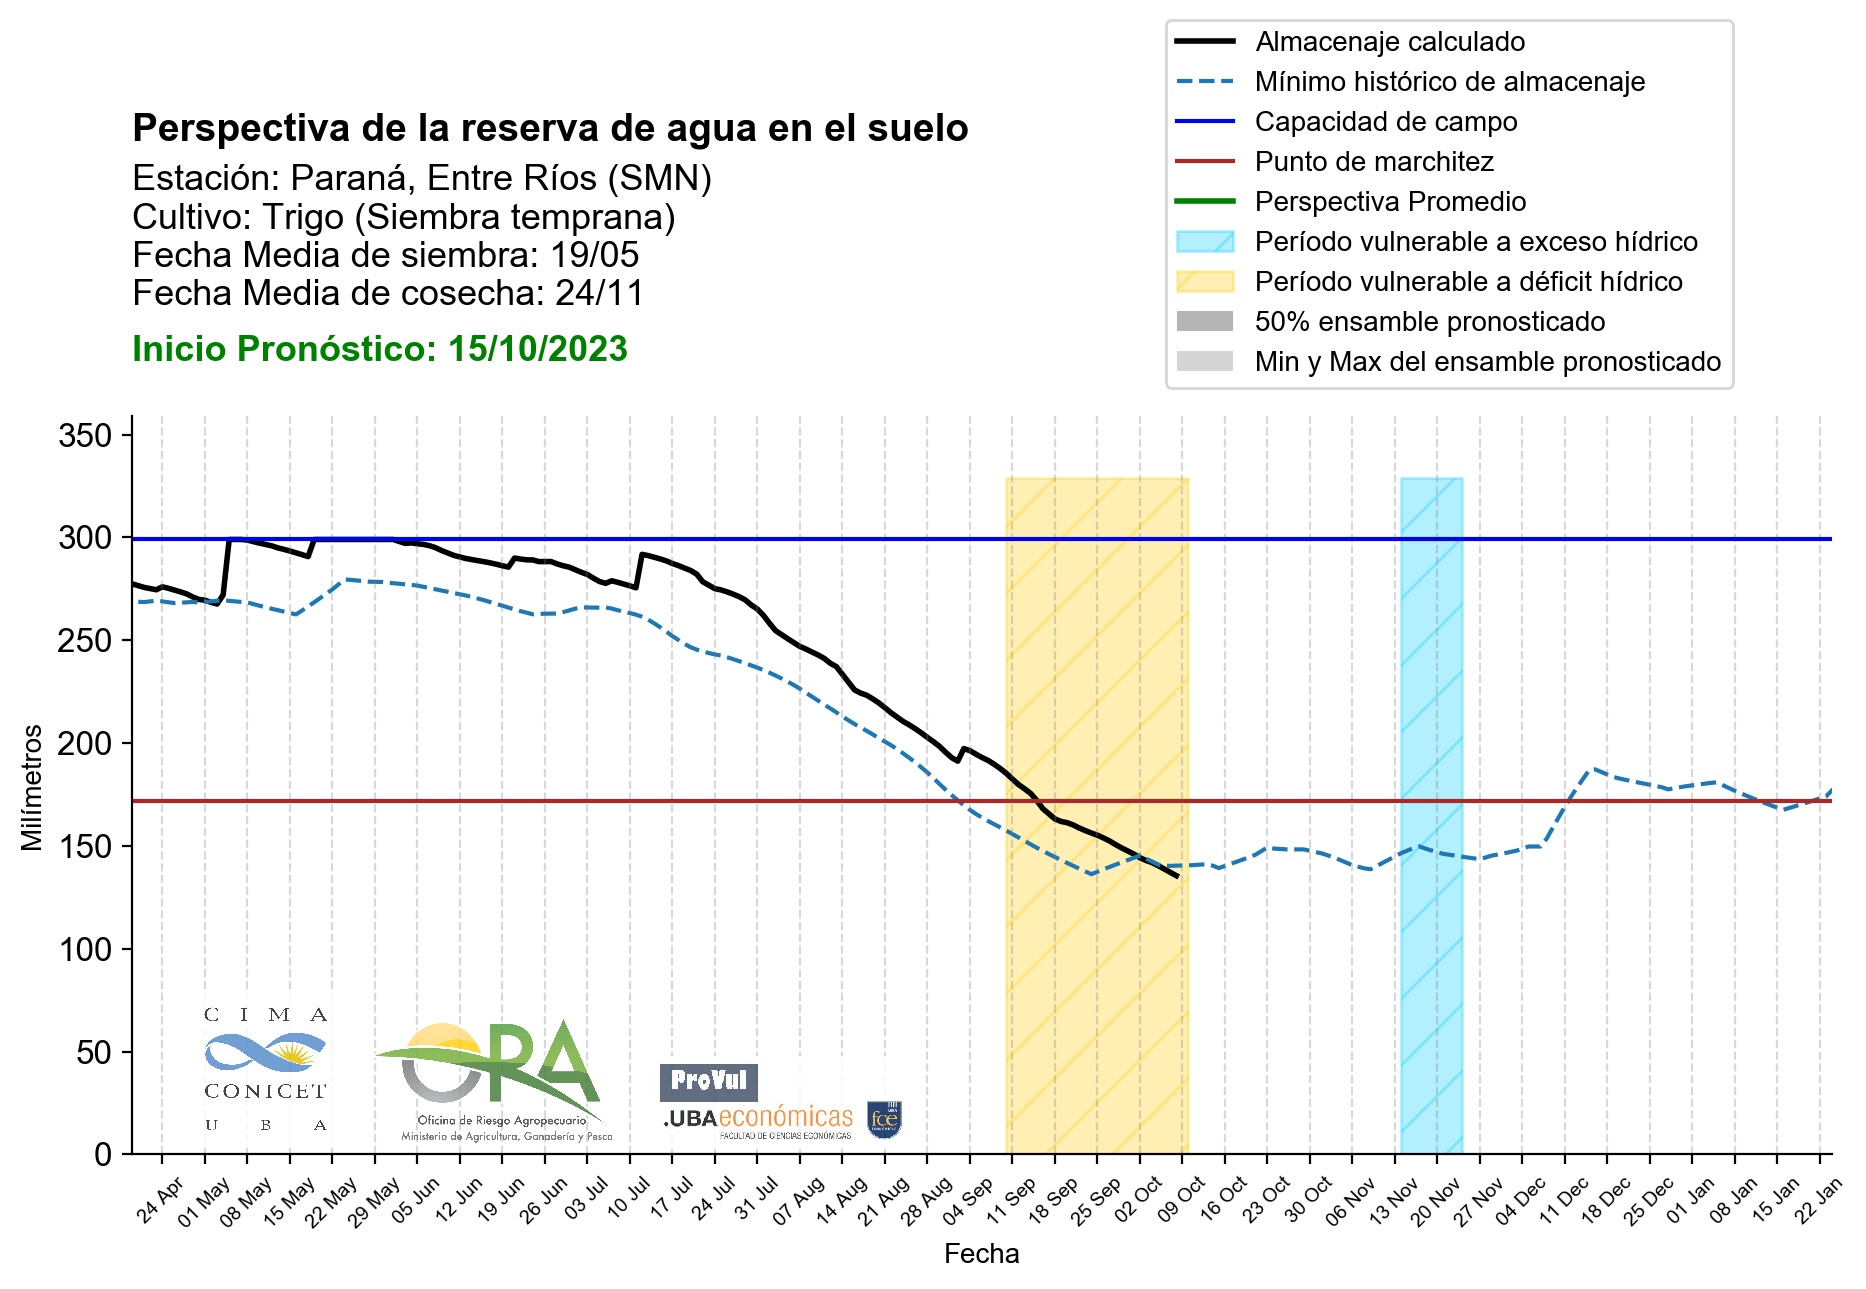 Almacenaje calculado
Mínimo histórico de almacenaje
Capacidad de campo
Punto de marchitez
Perspectiva Promedio
Período vulnerable a exceso hídrico
Período vulnerable a déficit hídrico
50% ensamble pronosticado
Min y Max del ensamble pronosticado
Perspectiva de la reserva de agua en el suelo
Estación: Paraná, Entre Ríos (SMN)
Cultivo: Trigo (Siembra temprana)
Fecha Media de siembra: 19/05
Fecha Media de cosecha: 24/11
Inicio Pronóstico: 15/10/2023
350
300
250
200
150
100
50
0
Milímetros
CIMA
CONICET
UBA
OPA
Oficina de Riesgo Agropecuario
Ministerio de Agricultura, Ganadería y Pesca
ProVul
.UBAeconómicas
FACULTAD DE CIENCIAS ECONÓMICAS
fce
24 Apr
01 May
08 May
15 May
22 May
29 May
05 Jun
12 Jun
19 Jun
26 Jun
03 Jul
10 Jul
17 Jul
24 Jul
31 Jul
07 Aug
14 Aug
21 Aug
28 Aug
04 Sep
11 Sep
18 Sep
25 Sep
02 Oct
09 Oct
16 Oct
23 Oct
30 Oct
06 Nov
13 Nov
20 Nov
27 Nov
04 Dec
11 Dec
18 Dec
25 Dec
01 Jan
08 Jan
15 Jan
22 Jan
Fecha